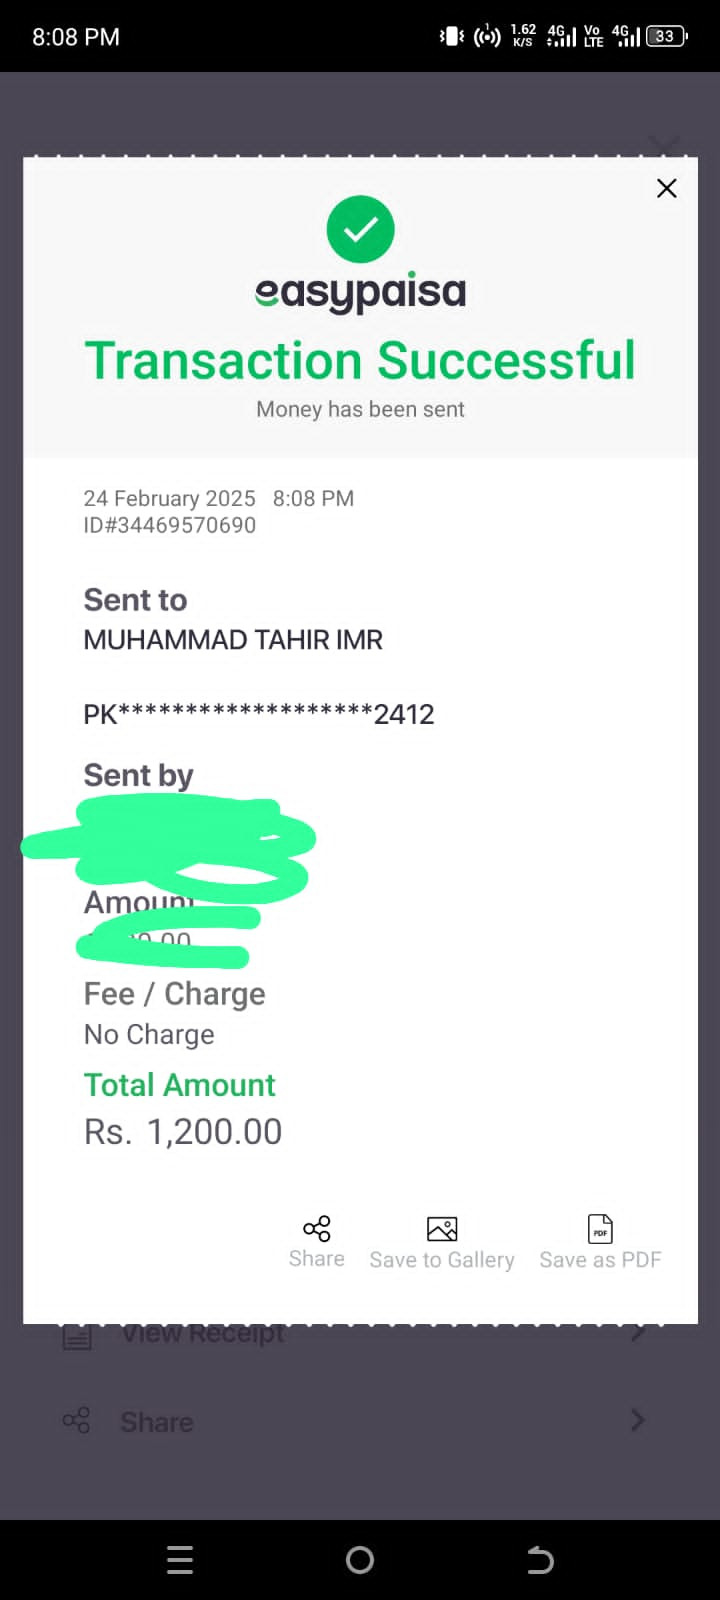 8:08 PM
1.62 K/S 4G Vo LTE 4G 33
easypaisa
Transaction Successful
Money has been sent
24 February 2025 8:08 PM
ID#34469570690
Sent to
MUHAMMAD TAHIR IMR
PK*******************2412
Sent by
Amount
Fee / Charge
No Charge
Total Amount
Rs. 1,200.00
Share
Save to Gallery
PDF
Save as PDF
View Receipt
Share